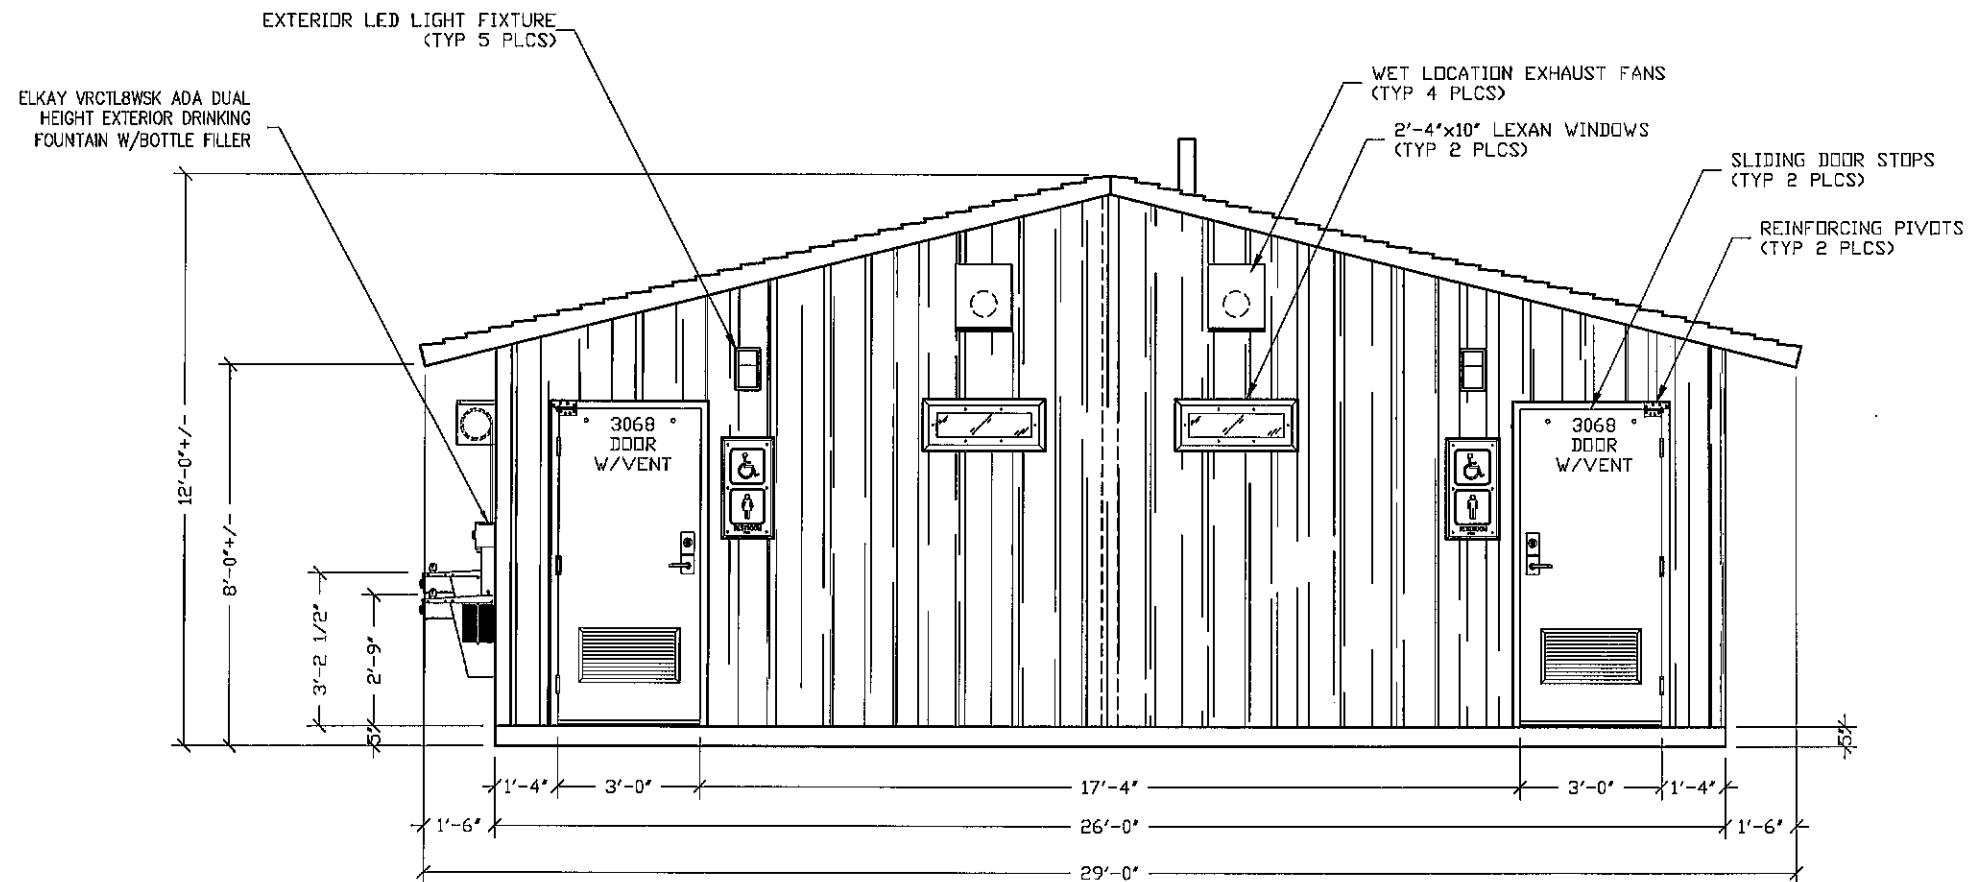 EXTERIOR LED LIGHT FIXTURE
(TYP 5 PLCS)
ELKAY VRCTL8WSK ADA DUAL
HEIGHT EXTERIOR DRINKING
FOUNTAIN W/BOTTLE FILLER
WET LOCATION EXHAUST FANS
(TYP 4 PLCS)
2'-4"x10" LEXAN WINDOWS
(TYP 2 PLCS)
SLIDING DOOR STOPS
(TYP 2 PLCS)
REINFORCING PIVOTS
(TYP 2 PLCS)
3068
DOOR
W/VENT
3068
DOOR
W/VENT
RESTROOM
RESTROOM
12'-0"+/-
8'-0"+/-
3'-2 1/2"
2'-9"
5"
5"
1'-4"
3'-0"
17'-4"
3'-0"
1'-4"
1'-6"
26'-0"
1'-6"
29'-0"